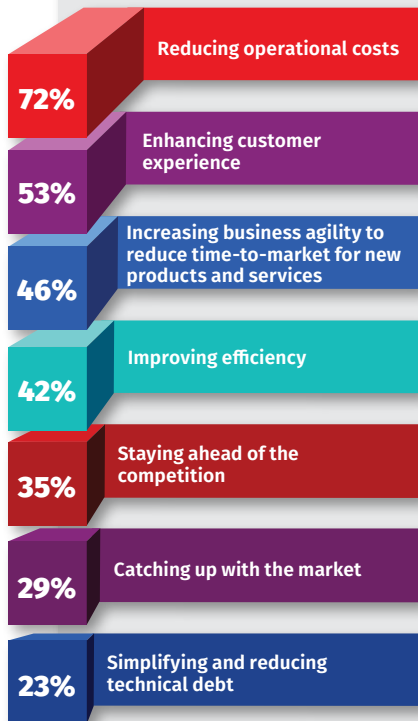 72%
Reducing operational costs
53%
Enhancing customer
experience
46%
Increasing business agility to
reduce time-to-market for new
products and services
42%
Improving efficiency
35%
Staying ahead of the
competition
29%
Catching up with the market
23%
Simplifying and reducing
technical debt